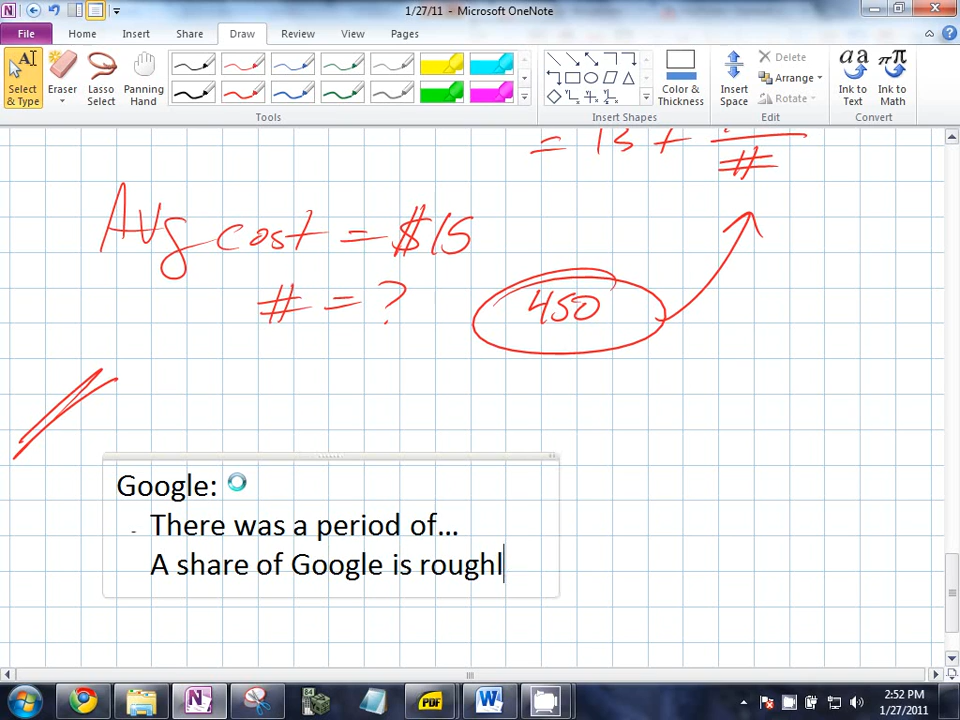 1/27/11 - Microsoft OneNote
File Home Insert Share Draw Review View Pages
Select & Type
Eraser
Lasso Select
Panning Hand
Color & Thickness
Insert Space
Delete
Arrange
Rotate
Ink to Text
Ink to Math
Tools
Insert Shapes
Edit
Convert
= 15 +
#
Avg cost = $15
# = ?
450
Google:
- There was a period of...
A share of Google is roughl
PDF
2:52 PM
1/27/2011